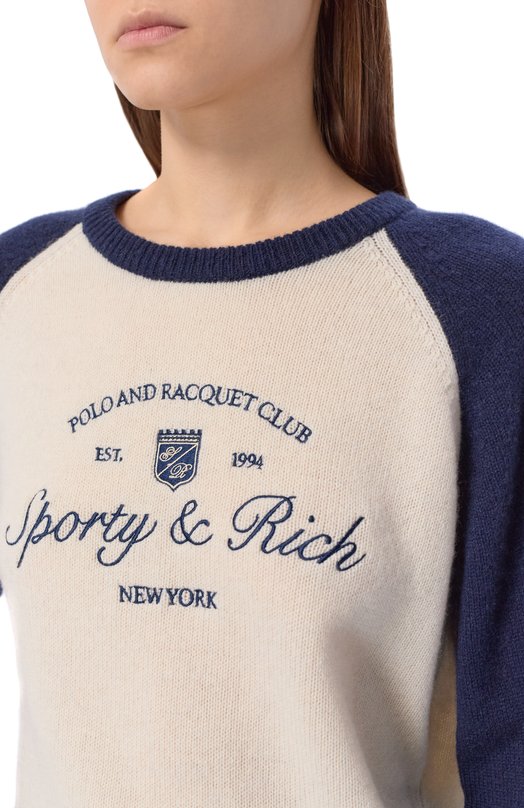 POLO AND RACQUET CLUB
EST. 1994
S R
Sporty & Rich
NEW YORK